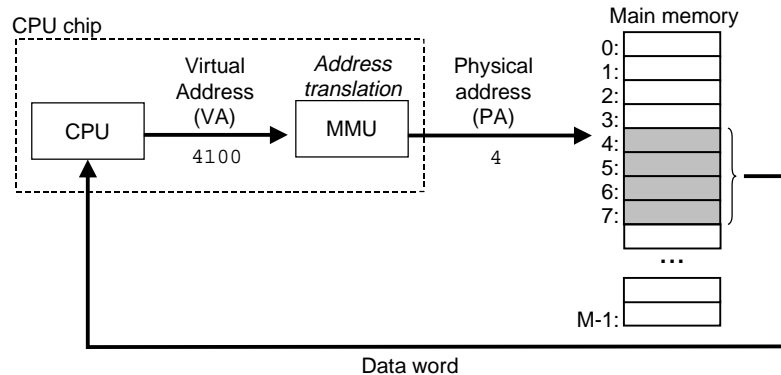 CPU chip
Main memory
Virtual
Address
(VA)
Address
translation
Physical
address
(PA)
CPU
MMU
4100
4
0:
1:
2:
3:
4:
5:
6:
7:
...
M-1:
Data word